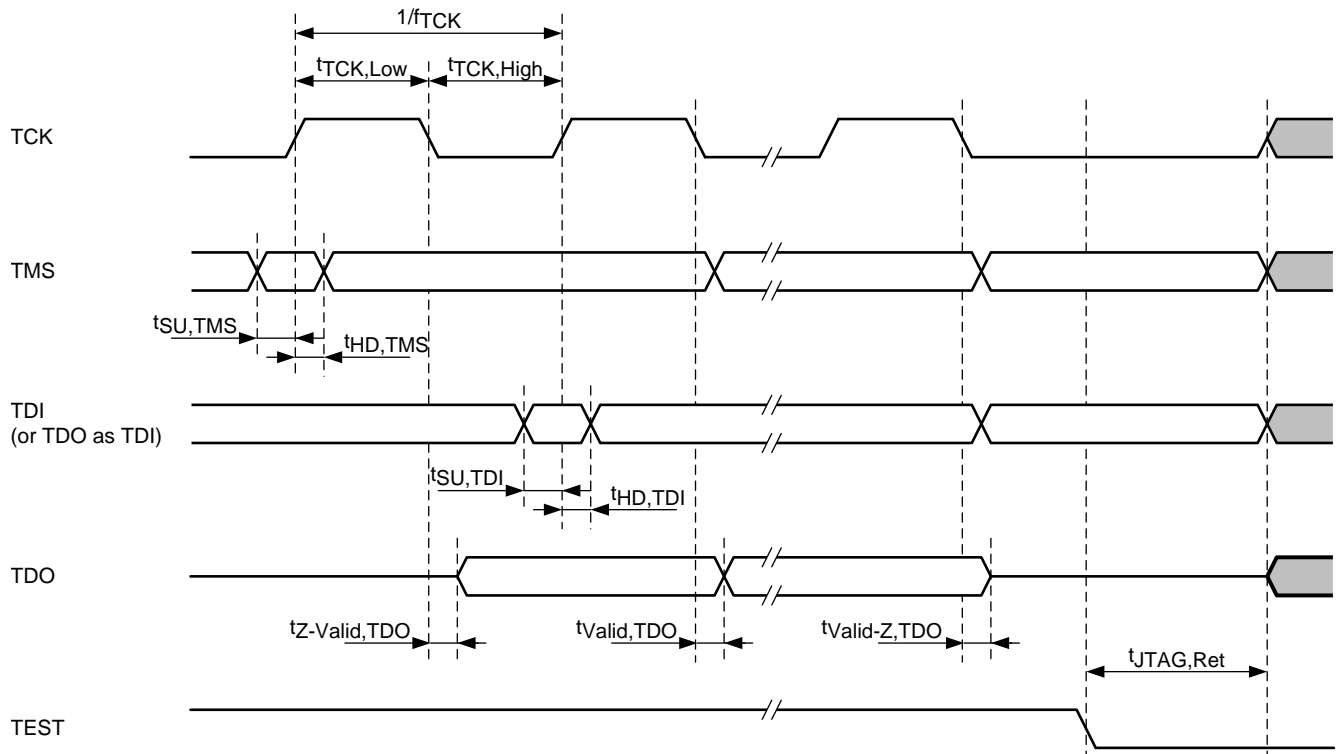 1/fTCK
tTCK,Low
tTCK,High
TCK
TMS
tSU,TMS
tHD,TMS
TDI
(or TDO as TDI)
tSU,TDI
tHD,TDI
TDO
tZ-Valid,TDO
tValid,TDO
tValid-Z,TDO
tJTAG,Ret
TEST